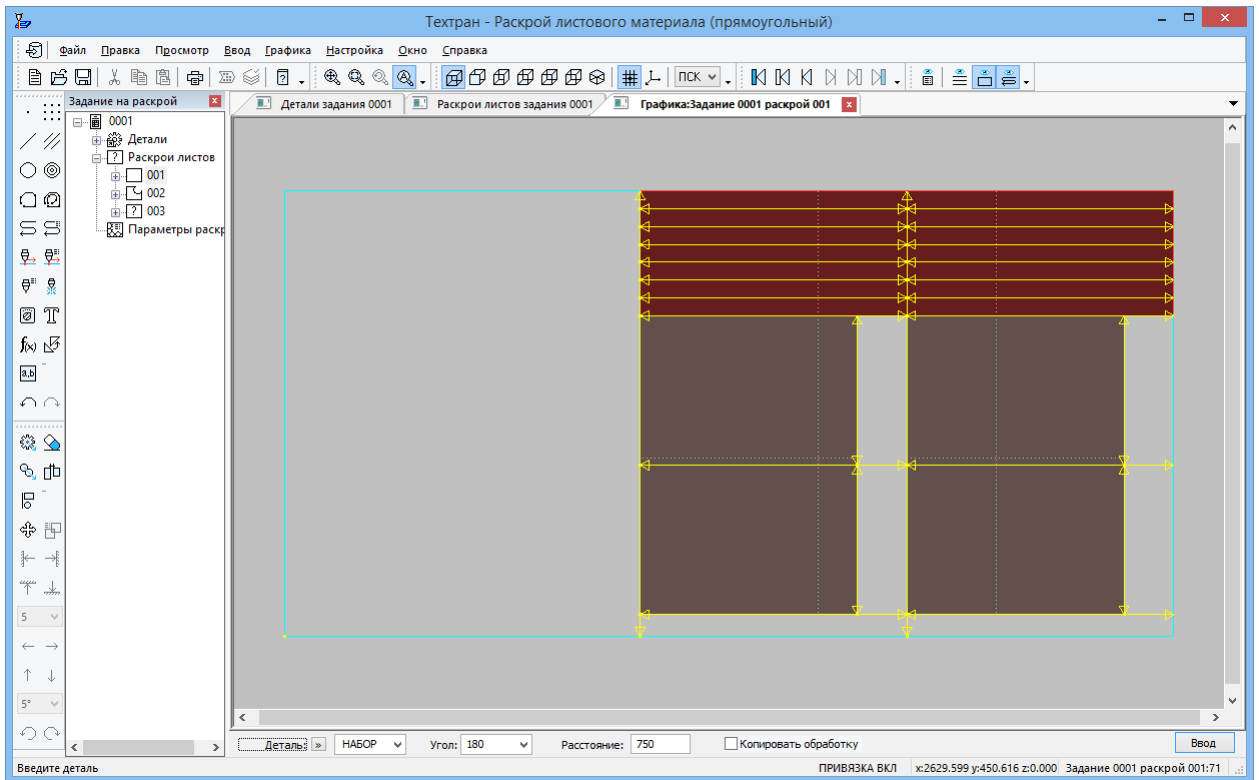 Техтран - Раскрой листового материала (прямоугольный)
Файл Правка Просмотр Ввод Графика Настройка Окно Справка
ПСК
Задание на раскрой
Детали задания 0001 Раскрои листов задания 0001 Графика:Задание 0001 раскрой 001
0001
Детали
Раскрои листов
001
002
003
Параметры раскр
f(x)
a,b
5
5°
Деталь: » НАБОР Угол: 180 Расстояние: 750 Копировать обработку Ввод
Введите деталь ПРИВЯЗКА ВКЛ x:2629.599 y:450.616 z:0.000 Задание 0001 раскрой 001:71